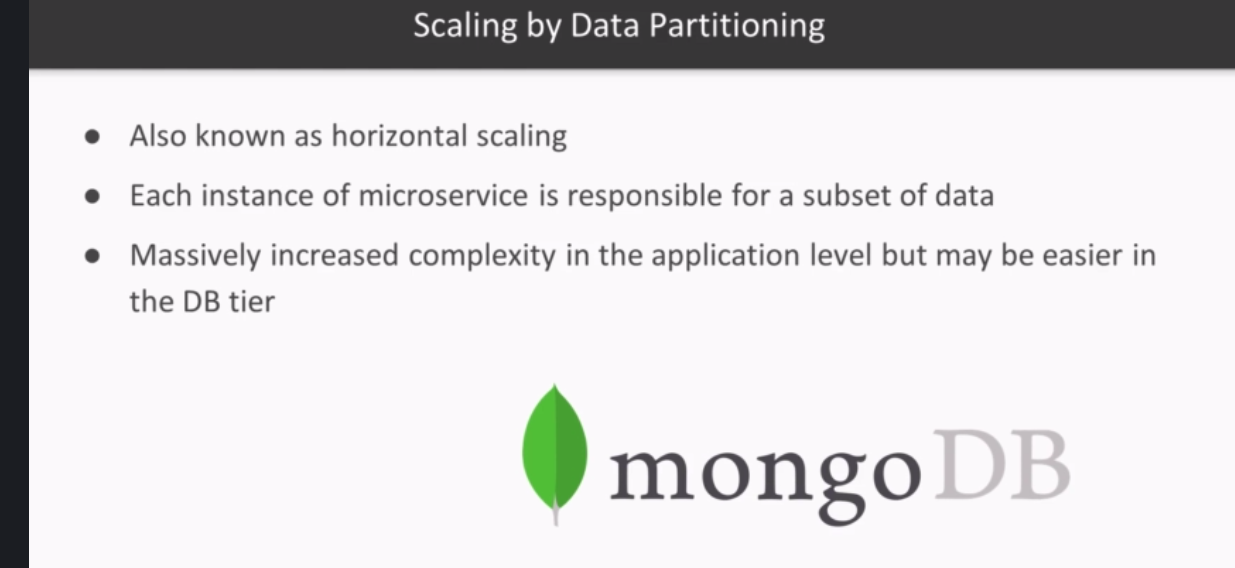 Scaling by Data Partitioning
● Also known as horizontal scaling
● Each instance of microservice is responsible for a subset of data
● Massively increased complexity in the application level but may be easier in
the DB tier
mongoDB